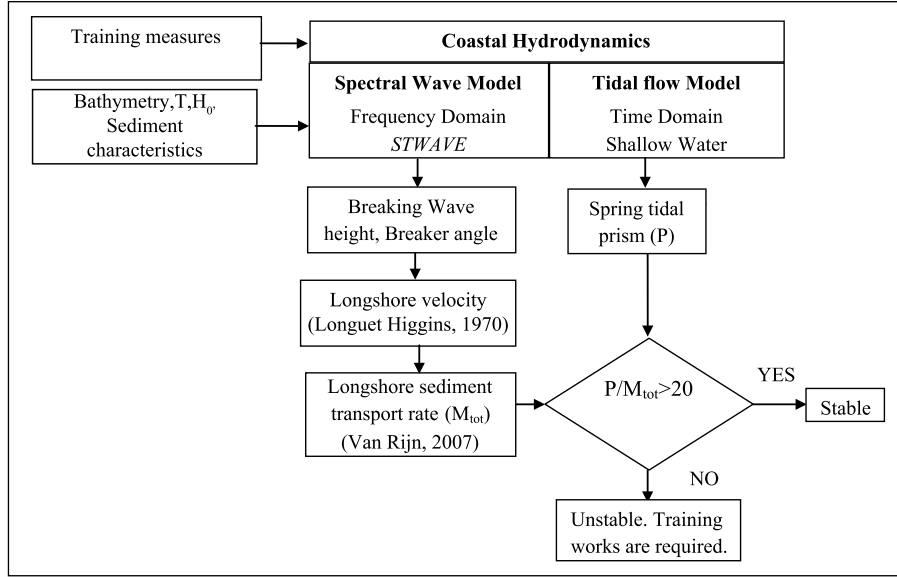 Training measures
Coastal Hydrodynamics
Bathymetry,T,H0,
Sediment
characteristics
Spectral Wave Model
Frequency Domain
STWAVE
Tidal flow Model
Time Domain
Shallow Water
Breaking Wave
height, Breaker angle
Spring tidal
prism (P)
Longshore velocity
(Longuet Higgins, 1970)
Longshore sediment
transport rate (Mtot)
(Van Rijn, 2007)
P/Mtot>20
YES
Stable
NO
Unstable. Training
works are required.